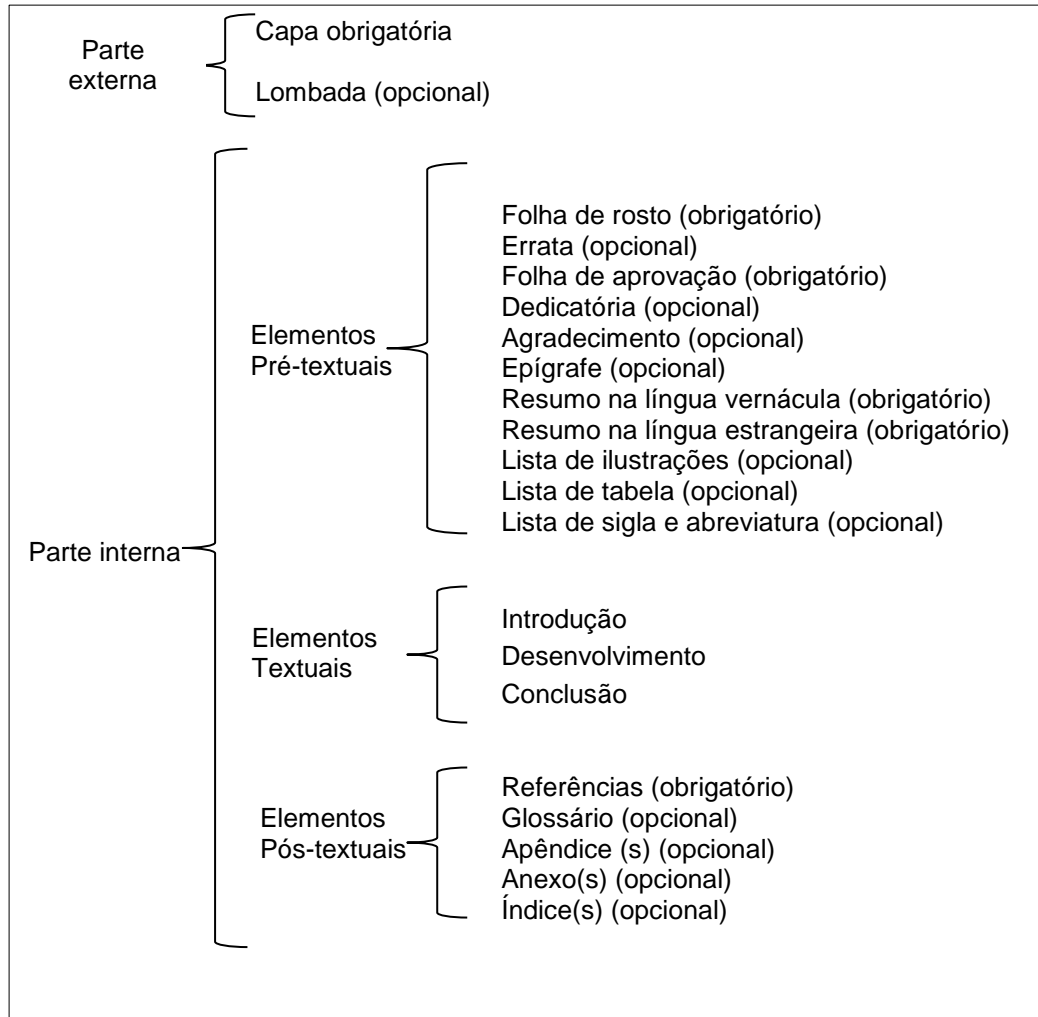 Parte
externa
Capa obrigatória
Lombada (opcional)
Parte interna
Elementos
Pré-textuais
Folha de rosto (obrigatório)
Errata (opcional)
Folha de aprovação (obrigatório)
Dedicatória (opcional)
Agradecimento (opcional)
Epígrafe (opcional)
Resumo na língua vernácula (obrigatório)
Resumo na língua estrangeira (obrigatório)
Lista de ilustrações (opcional)
Lista de tabela (opcional)
Lista de sigla e abreviatura (opcional)
Elementos
Textuais
Introdução
Desenvolvimento
Conclusão
Elementos
Pós-textuais
Referências (obrigatório)
Glossário (opcional)
Apêndice (s) (opcional)
Anexo(s) (opcional)
Índice(s) (opcional)